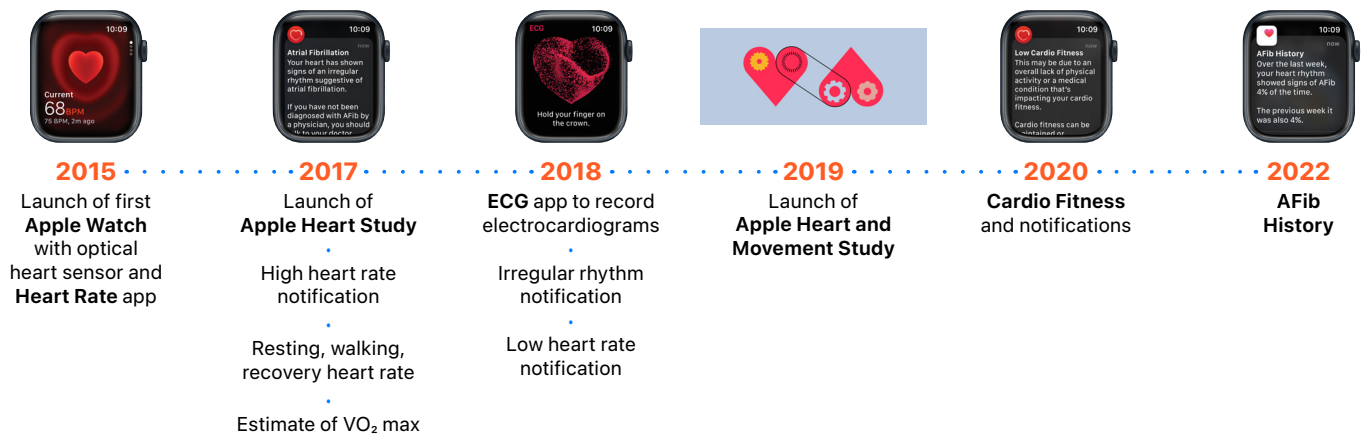 10:09
Current
68 BPM
75 BPM, 2m ago
2015
Launch of first
Apple Watch
with optical
heart sensor and
Heart Rate app
10:09
now
Atrial Fibrillation
Your heart has shown
signs of an irregular
rhythm suggestive of
atrial fibrillation.
If you have not been
diagnosed with AFib by
a physician, you should
talk to your doctor
2017
Launch of
Apple Heart Study
High heart rate
notification
Resting, walking,
recovery heart rate
Estimate of VO₂ max
ECG 10:09
Hold your finger on
the crown.
2018
ECG app to record
electrocardiograms
Irregular rhythm
notification
Low heart rate
notification
2019
Launch of
Apple Heart and
Movement Study
10:09
now
Low Cardio Fitness
This may be due to an
overall lack of physical
activity or a medical
condition that's
impacting your cardio
fitness.
Cardio fitness can be
maintained or
2020
Cardio Fitness
and notifications
10:09
now
AFib History
Over the last week,
your heart rhythm
showed signs of AFib
4% of the time.
The previous week it
was also 4%.
2022
AFib
History